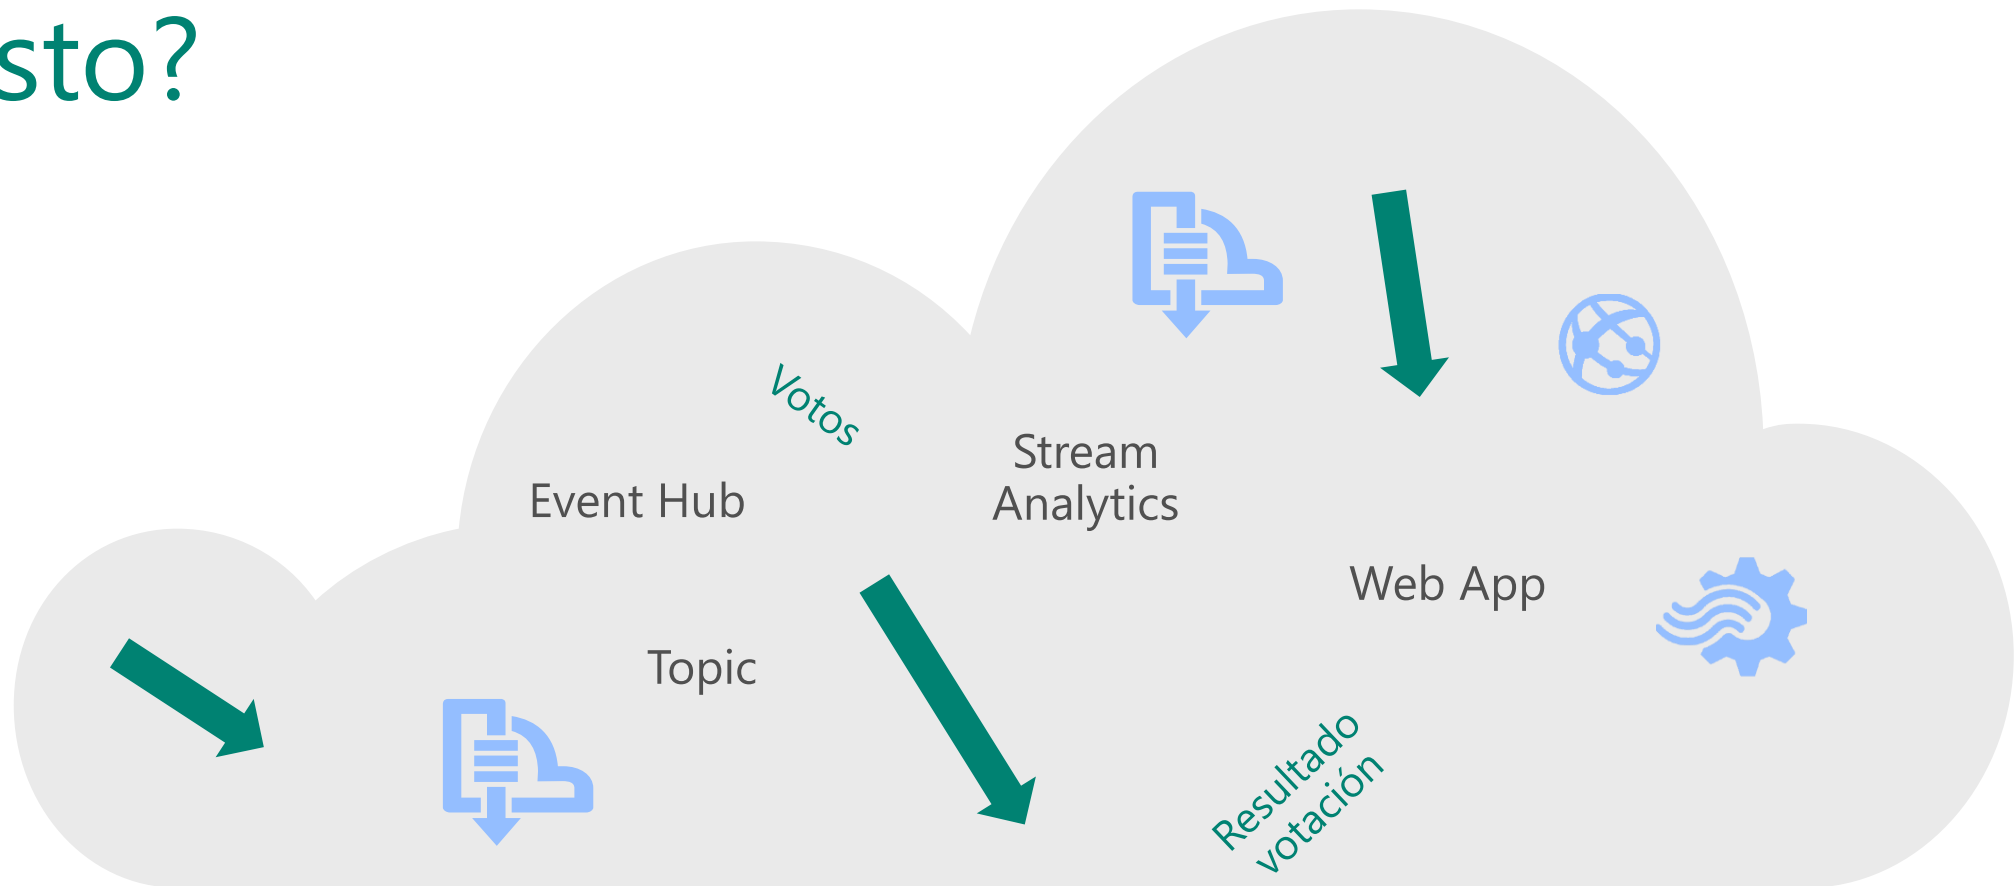 sto?
Votos
Stream
Analytics
Event Hub
Web App
Topic
Resultado
votación